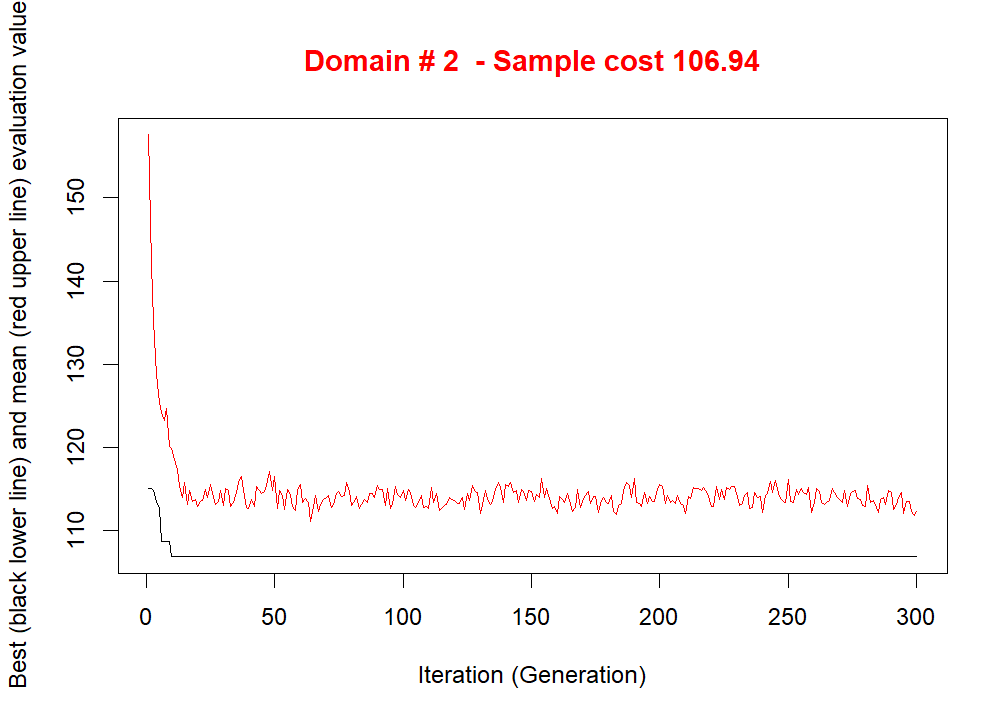 Domain # 2  - Sample cost 106.94
Best (black lower line) and mean (red upper line) evaluation value
150
140
130
120
110
0 50 100 150 200 250 300
Iteration (Generation)